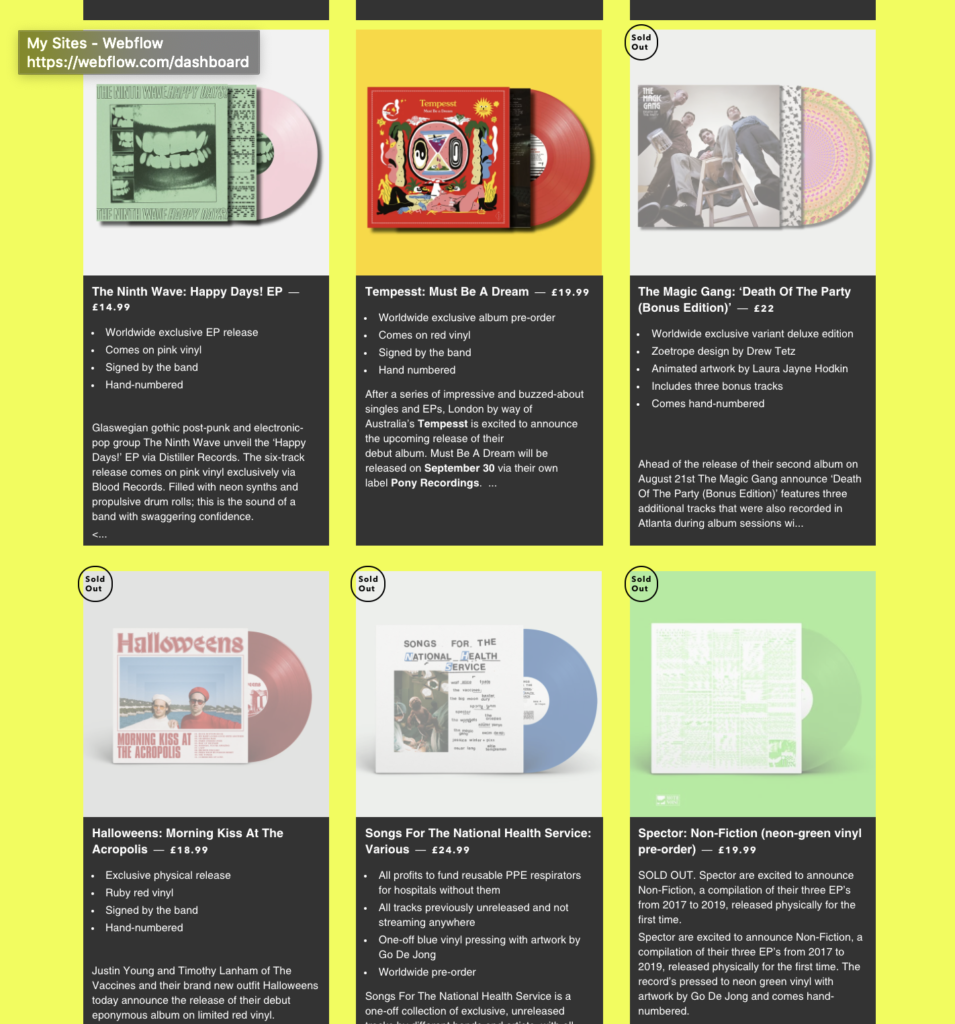 My Sites - Webflow
https://webflow.com/dashboard
Sold
Out
THE NINTH WAVE HAPPY DAYS!
THE NINTH WAVE HAPPY DAYS!
Tempesst
Must Be a Dream
THE
MAGIC
GANG
The Ninth Wave: Happy Days! EP —
£14.99
• Worldwide exclusive EP release
• Comes on pink vinyl
• Signed by the band
• Hand-numbered
Glaswegian gothic post-punk and electronic-
pop group The Ninth Wave unveil the ‘Happy
Days!’ EP via Distiller Records. The six-track
release comes on pink vinyl exclusively via
Blood Records. Filled with neon synths and
propulsive drum rolls; this is the sound of a
band with swaggering confidence.
<...
Tempesst: Must Be A Dream — £19.99
• Worldwide exclusive album pre-order
• Comes on red vinyl
• Signed by the band
• Hand numbered
After a series of impressive and buzzed-about
singles and EPs, London by way of
Australia’s Tempesst is excited to announce
the upcoming release of their
debut album. Must Be A Dream will be
released on September 30 via their own
label Pony Recordings. ...
The Magic Gang: ‘Death Of The Party
(Bonus Edition)’ — £22
• Worldwide exclusive variant deluxe edition
• Zoetrope design by Drew Tetz
• Animated artwork by Laura Jayne Hodkin
• Includes three bonus tracks
• Comes hand-numbered
Ahead of the release of their second album on
August 21st The Magic Gang announce ‘Death
Of The Party (Bonus Edition)’ features three
additional tracks that were also recorded in
Atlanta during album sessions wi...
Sold
Out
Halloweens
MORNING KISS AT
THE ACROPOLIS
Sold
Out
SONGS FOR THE
NATIONAL HEALTH
SERVICE
Sold
Out
Halloweens: Morning Kiss At The
Acropolis — £18.99
• Exclusive physical release
• Ruby red vinyl
• Signed by the band
• Hand-numbered
Justin Young and Timothy Lanham of The
Vaccines and their brand new outfit Halloweens
today announce the release of their debut
eponymous album on limited red vinyl.
Songs For The National Health Service:
Various — £24.99
• All profits to fund reusable PPE respirators
for hospitals without them
• All tracks previously unreleased and not
streaming anywhere
• One-off blue vinyl pressing with artwork by
Go De Jong
• Worldwide pre-order
Songs For The National Health Service is a
one-off collection of exclusive, unreleased
Spector: Non-Fiction (neon-green vinyl
pre-order) — £19.99
SOLD OUT. Spector are excited to announce
Non-Fiction, a compilation of their three EP’s
from 2017 to 2019, released physically for the
first time.
Spector are excited to announce Non-Fiction, a
compilation of their three EP’s from 2017 to
2019, released physically for the first time. The
record’s pressed to neon green vinyl with
artwork by Go De Jong and comes hand-
numbered.